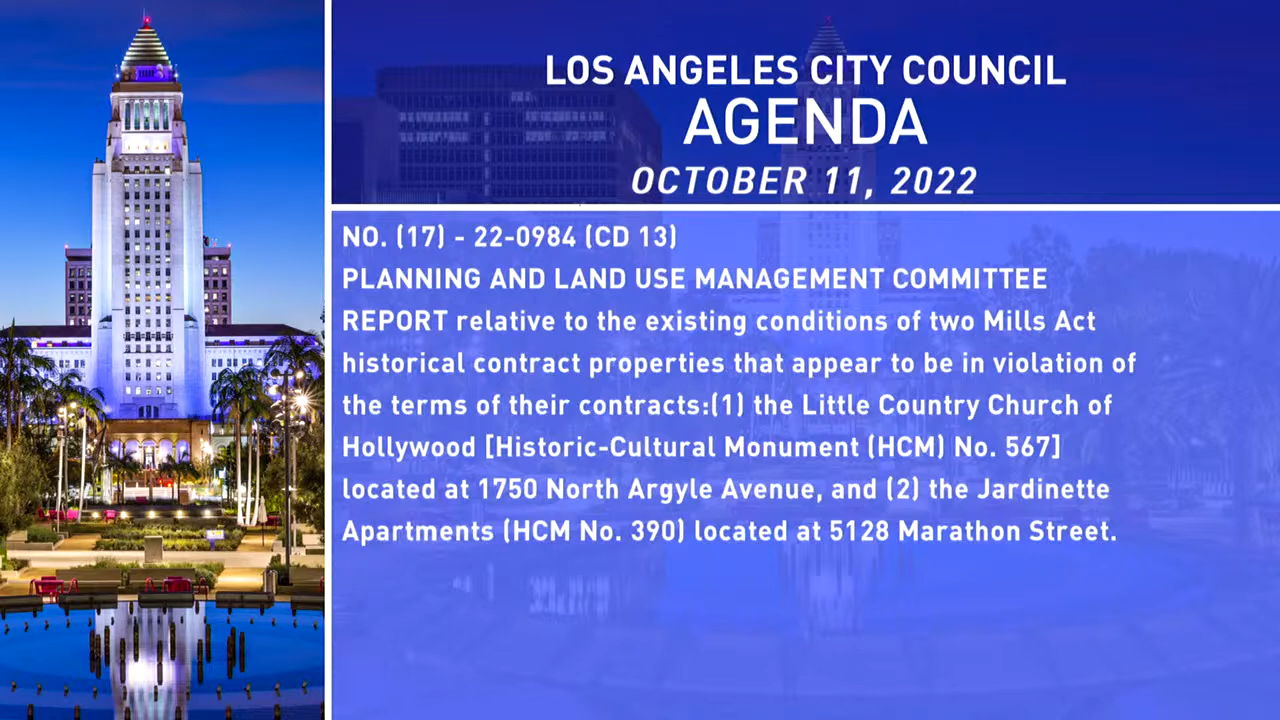 LOS ANGELES CITY COUNCIL
AGENDA
OCTOBER 11, 2022
NO. (17) - 22-0984 (CD 13)
PLANNING AND LAND USE MANAGEMENT COMMITTEE
REPORT relative to the existing conditions of two Mills Act
historical contract properties that appear to be in violation of
the terms of their contracts:(1) the Little Country Church of
Hollywood [Historic-Cultural Monument (HCM) No. 567]
located at 1750 North Argyle Avenue, and (2) the Jardinette
Apartments (HCM No. 390) located at 5128 Marathon Street.